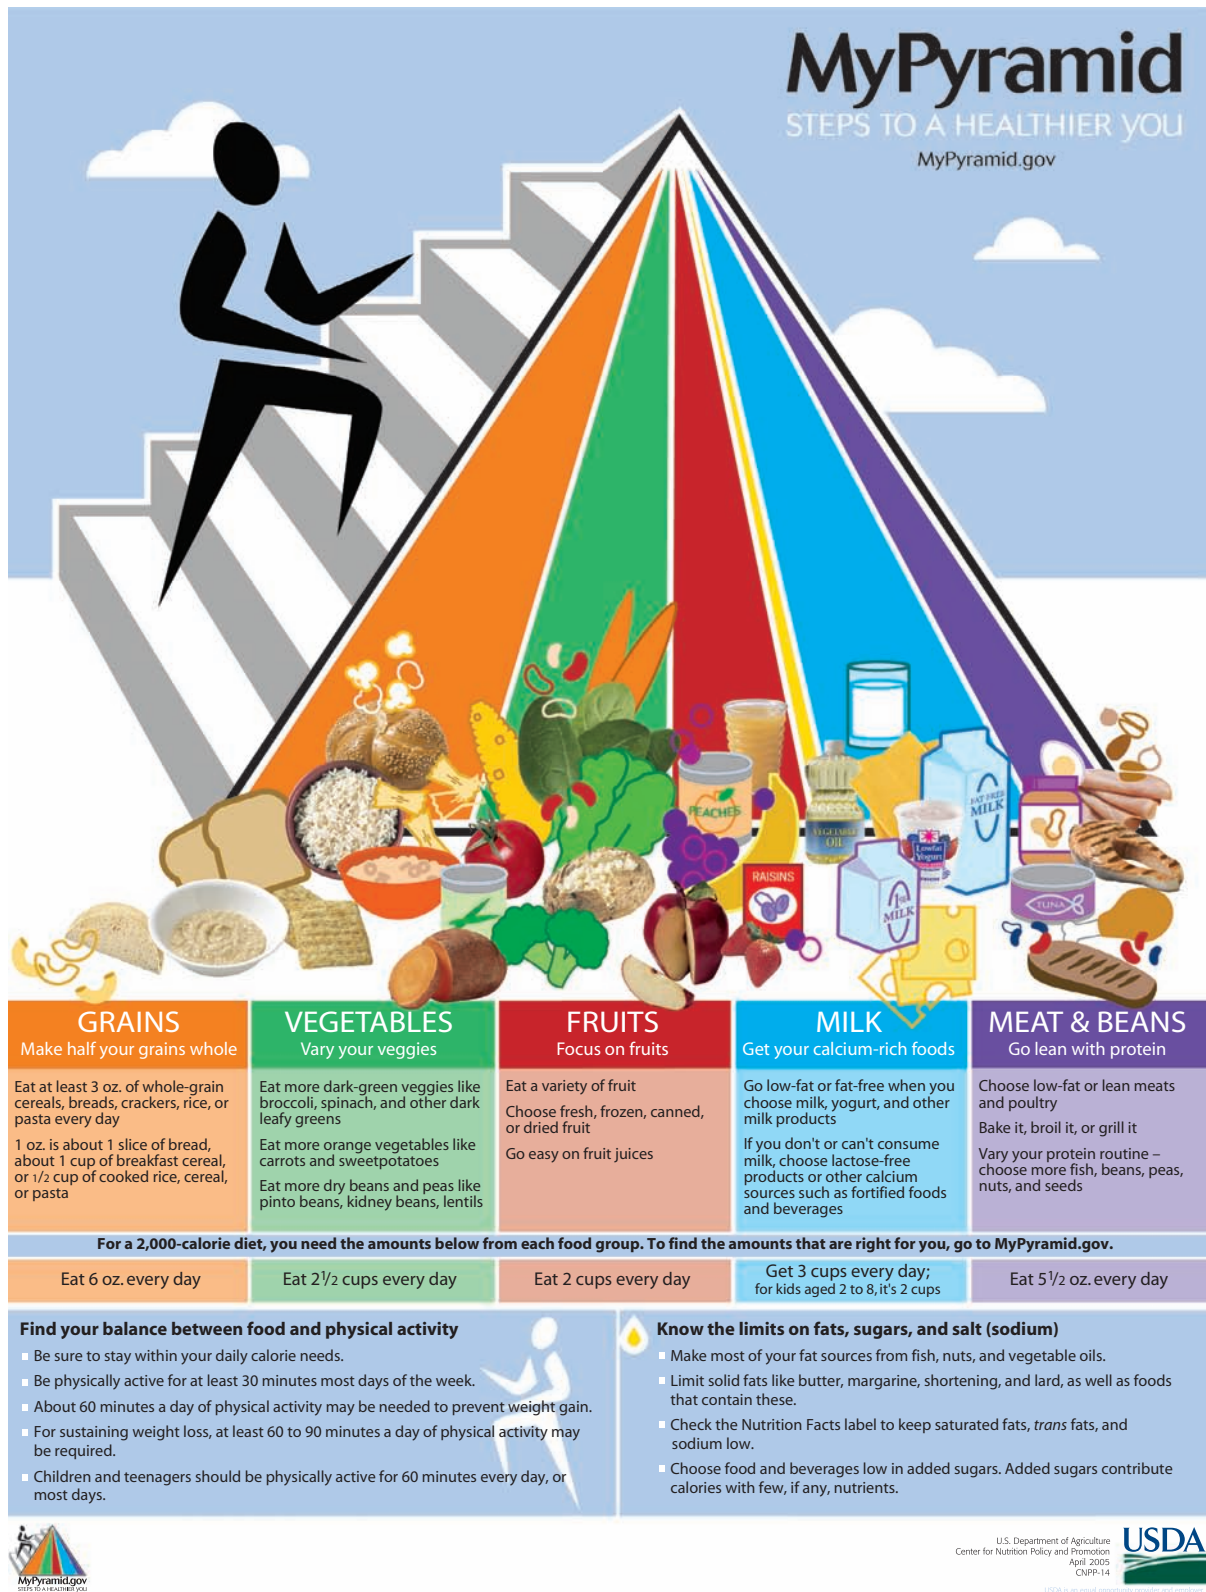 MyPyramid
STEPS TO A HEALTHIER YOU
MyPyramid.gov
PEACHES
VEGETABLE
OIL
FAT-FREE
MILK
Lowfat
Yogurt
RAISINS
1%
MILK
TUNA
GRAINS
Make half your grains whole
Eat at least 3 oz. of whole-grain
cereals, breads, crackers, rice, or
pasta every day
1 oz. is about 1 slice of bread,
about 1 cup of breakfast cereal,
or 1/2 cup of cooked rice, cereal,
or pasta
VEGETABLES
Vary your veggies
Eat more dark-green veggies like
broccoli, spinach, and other dark
leafy greens
Eat more orange vegetables like
carrots and sweetpotatoes
Eat more dry beans and peas like
pinto beans, kidney beans, lentils
FRUITS
Focus on fruits
Eat a variety of fruit
Choose fresh, frozen, canned,
or dried fruit
Go easy on fruit juices
MILK
Get your calcium-rich foods
Go low-fat or fat-free when you
choose milk, yogurt, and other
milk products
If you don't or can't consume
milk, choose lactose-free
products or other calcium
sources such as fortified foods
and beverages
MEAT & BEANS
Go lean with protein
Choose low-fat or lean meats
and poultry
Bake it, broil it, or grill it
Vary your protein routine –
choose more fish, beans, peas,
nuts, and seeds
For a 2,000-calorie diet, you need the amounts below from each food group. To find the amounts that are right for you, go to MyPyramid.gov.
Eat 6 oz. every day
Eat 2 1/2 cups every day
Eat 2 cups every day
Get 3 cups every day;
for kids aged 2 to 8, it's 2 cups
Eat 5 1/2 oz. every day
Find your balance between food and physical activity
Be sure to stay within your daily calorie needs.
Be physically active for at least 30 minutes most days of the week.
About 60 minutes a day of physical activity may be needed to prevent weight gain.
For sustaining weight loss, at least 60 to 90 minutes a day of physical activity may
be required.
Children and teenagers should be physically active for 60 minutes every day, or
most days.
Know the limits on fats, sugars, and salt (sodium)
Make most of your fat sources from fish, nuts, and vegetable oils.
Limit solid fats like butter, margarine, shortening, and lard, as well as foods
that contain these.
Check the Nutrition Facts label to keep saturated fats, trans fats, and
sodium low.
Choose food and beverages low in added sugars. Added sugars contribute
calories with few, if any, nutrients.
MyPyramid.gov
STEPS TO A HEALTHIER YOU
U.S. Department of Agriculture
Center for Nutrition Policy and Promotion
April 2005
CNPP-14
USDA
USDA is an equal opportunity provider and employer